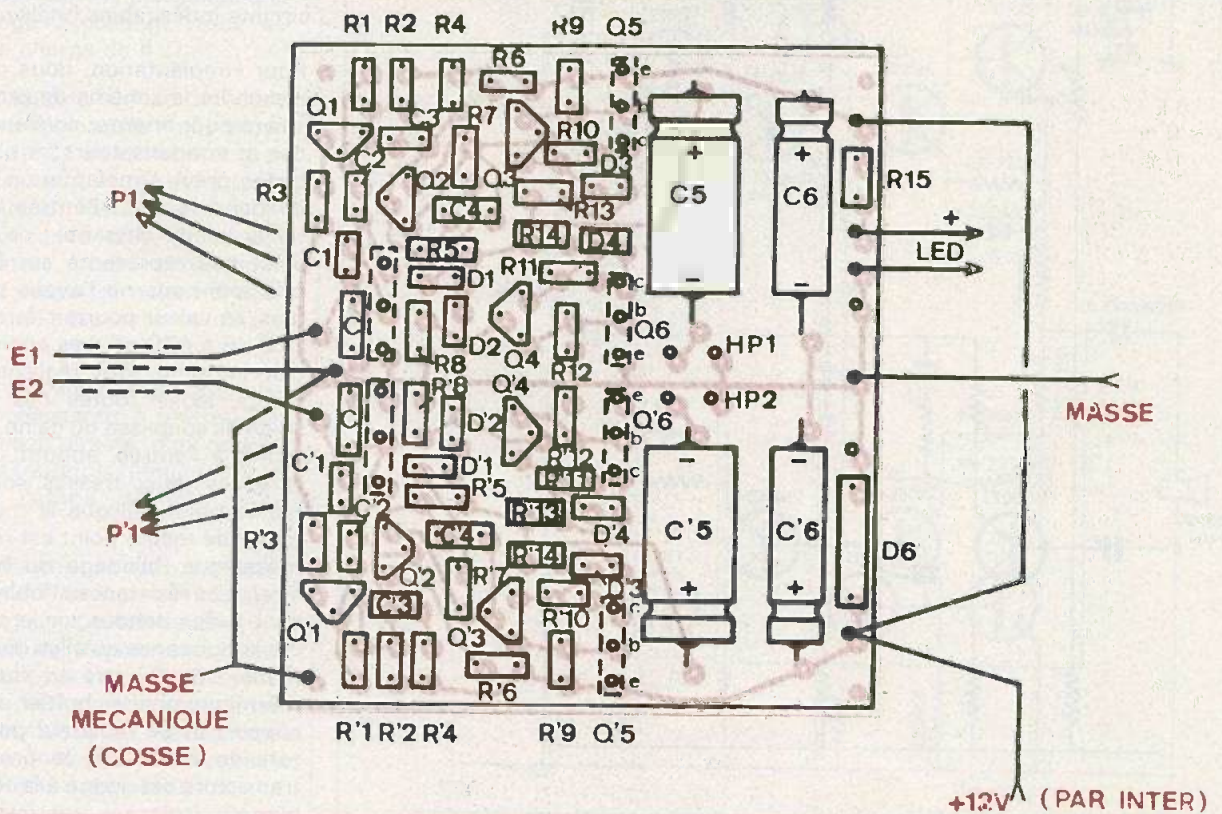 R1 R2 R4 R9 Q5
R6
e
Q1 C3 R7 R10
b
c
C2 D3
R3 Q2 Q3 C5 C6 R15
+ +
P1
C4 R13
+
LED
C1 R5 R14 D4
D1 R11
- -
c
b
e
C D2 Q4 Q6
HP1
E1
E2
R8 R12
R'8 Q'4 Q'6 HP2
MASSE
e
b
c
C D'2
C'1 D'1 R'12
- -
R'5 R'11
P'1
C'2 R'13
R'3 C'4 D'4 C'5 C'6 D6
R'14
Q'2 R'7 D'3
+ +
Q'1 C'3 Q'3 R'10
c
b
e
R'6
MASSE
MECANIQUE
(COSSE)
R'1 R'2 R'4 R'9 Q'5
+12V (PAR INTER)